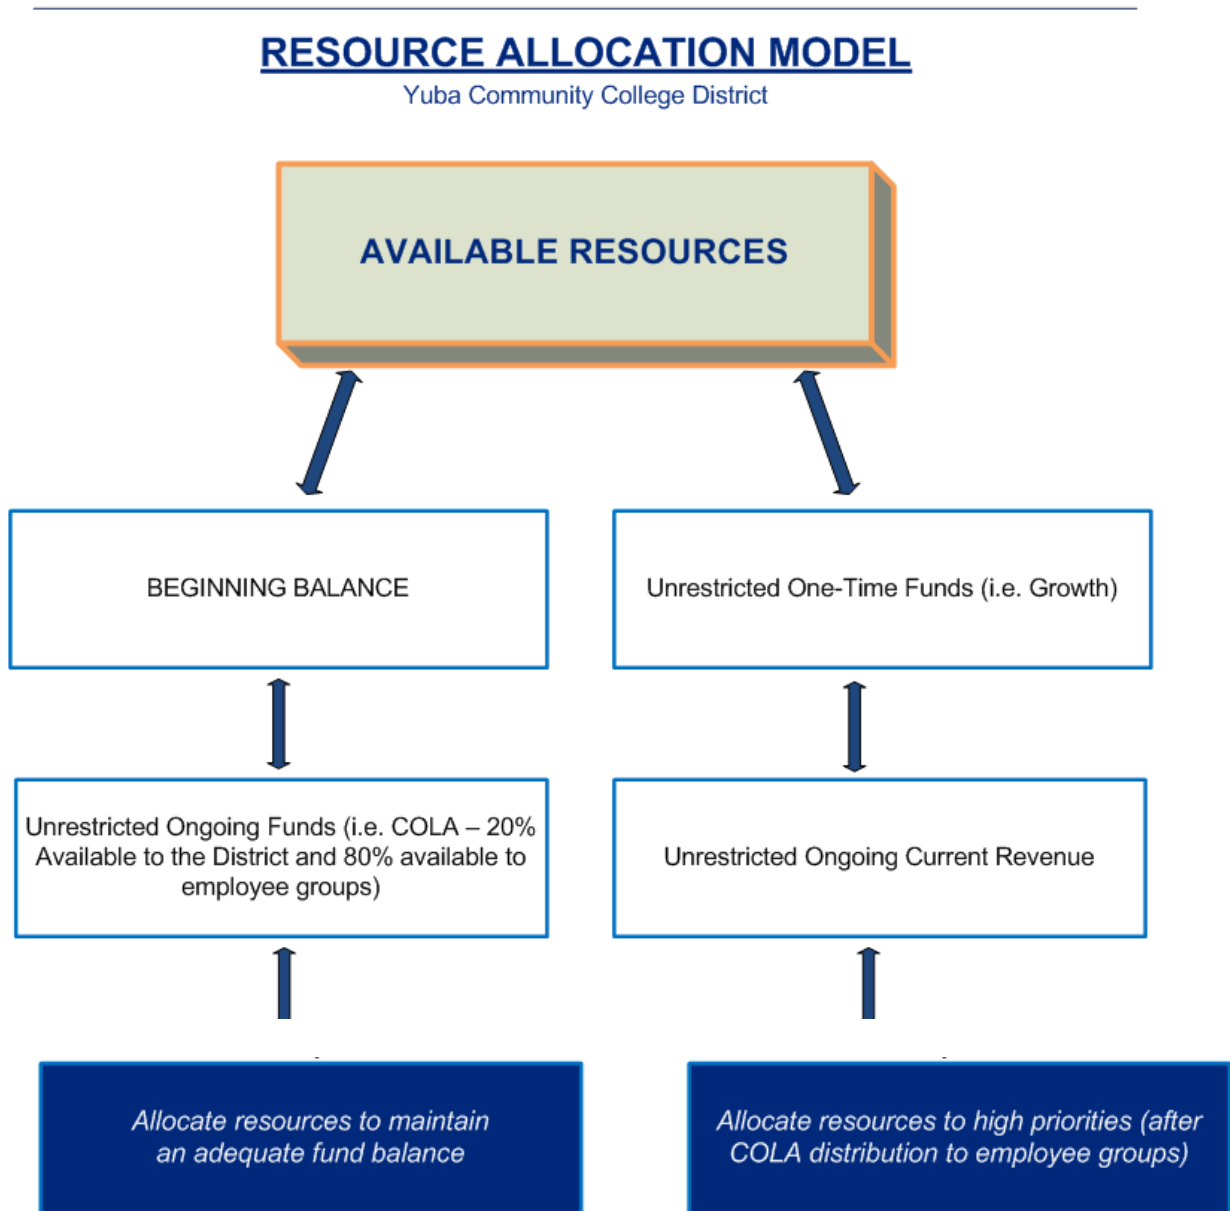 RESOURCE ALLOCATION MODEL
Yuba Community College District
AVAILABLE RESOURCES
BEGINNING BALANCE
Unrestricted One-Time Funds (i.e. Growth)
Unrestricted Ongoing Funds (i.e. COLA – 20%
Available to the District and 80% available to
employee groups)
Unrestricted Ongoing Current Revenue
Allocate resources to maintain
an adequate fund balance
Allocate resources to high priorities (after
COLA distribution to employee groups)